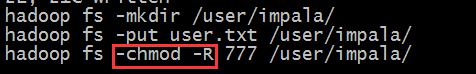 hadoop fs -mkdir /user/impala/
hadoop fs -put user.txt /user/impala/
hadoop fs -chmod -R 777 /user/impala/